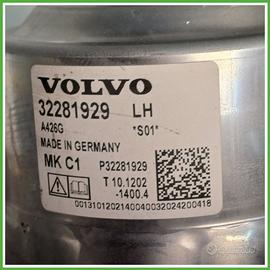 VOLVO
32281929 LH
A426G *S01*
MADE IN GERMANY
MK C1 P32281929
T 10.1202
-1400.4
0013101202140040032024200418